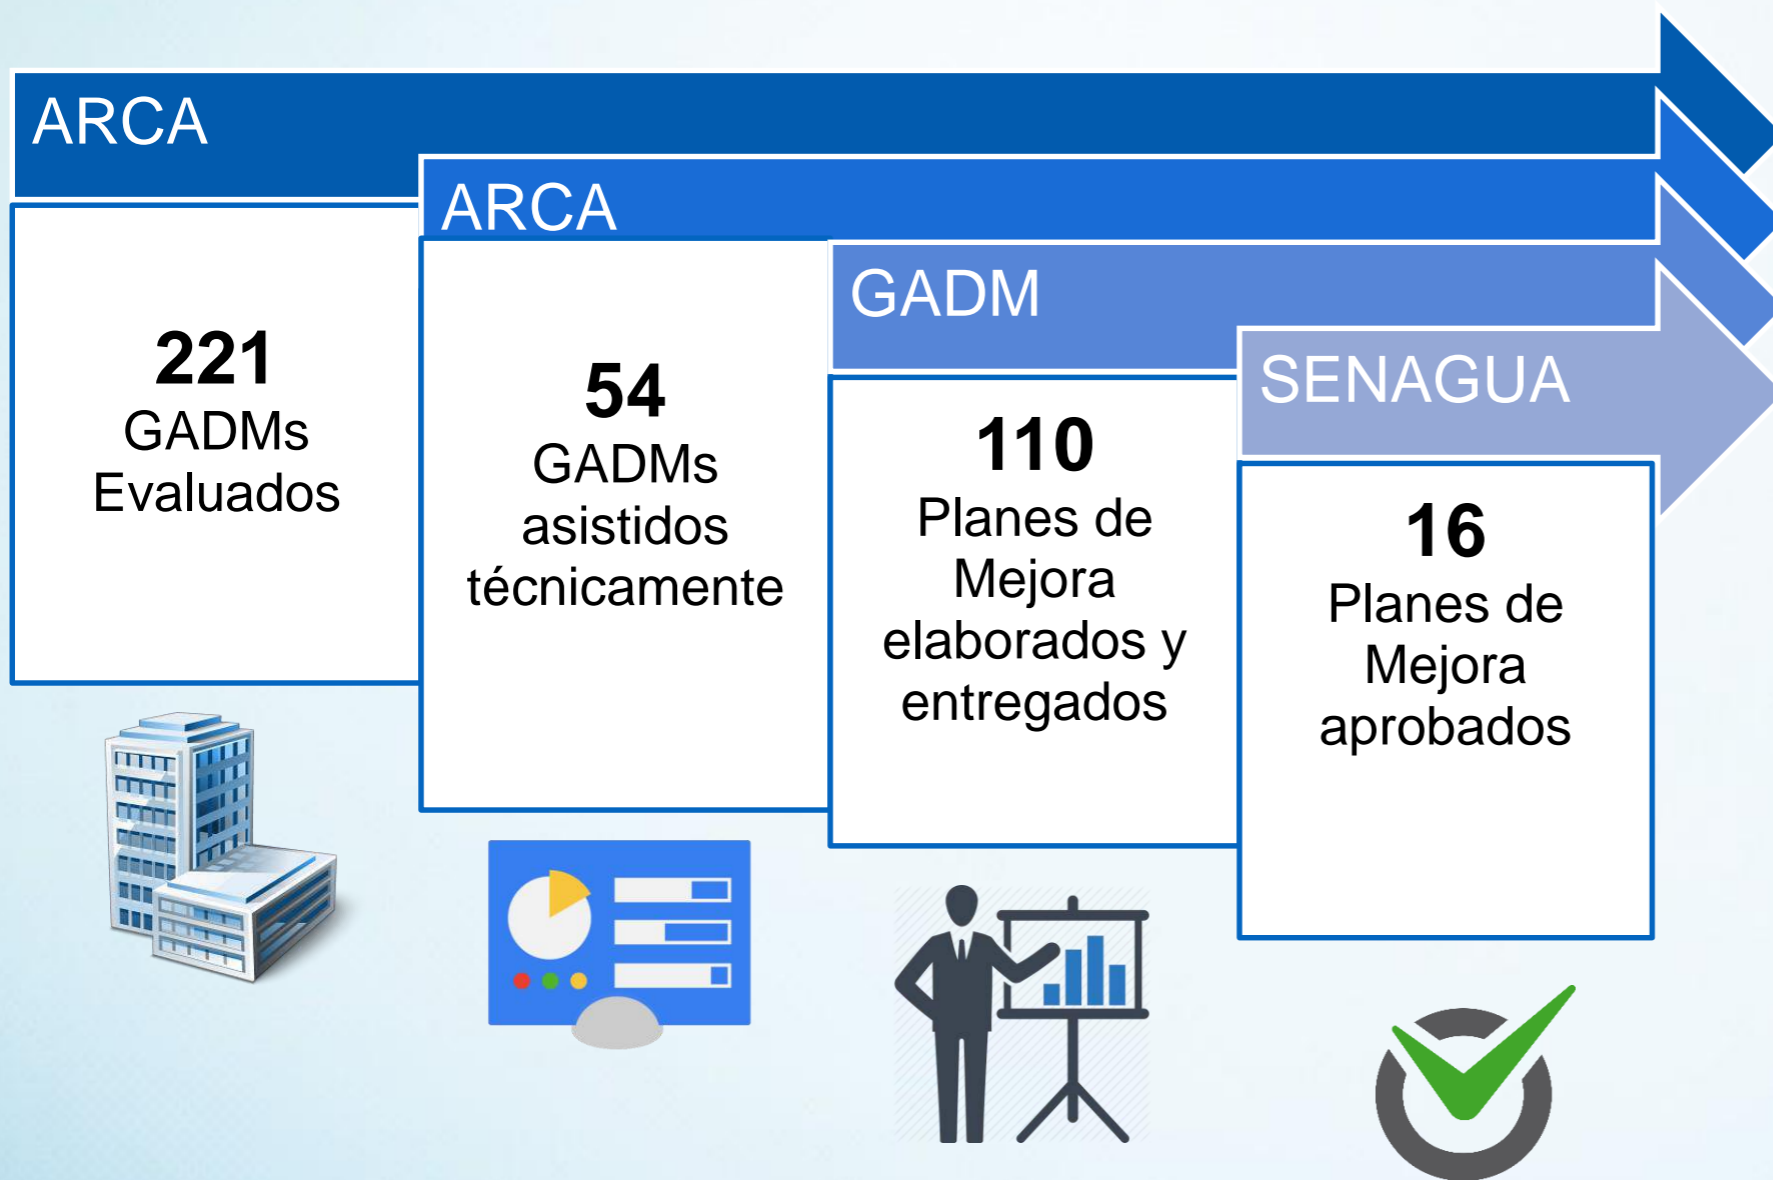 ARCA
221
GADMs
Evaluados
ARCA
54
GADMs
asistidos
técnicamente
GADM
110
Planes de
Mejora
elaborados y
entregados
SENAGUA
16
Planes de
Mejora
aprobados